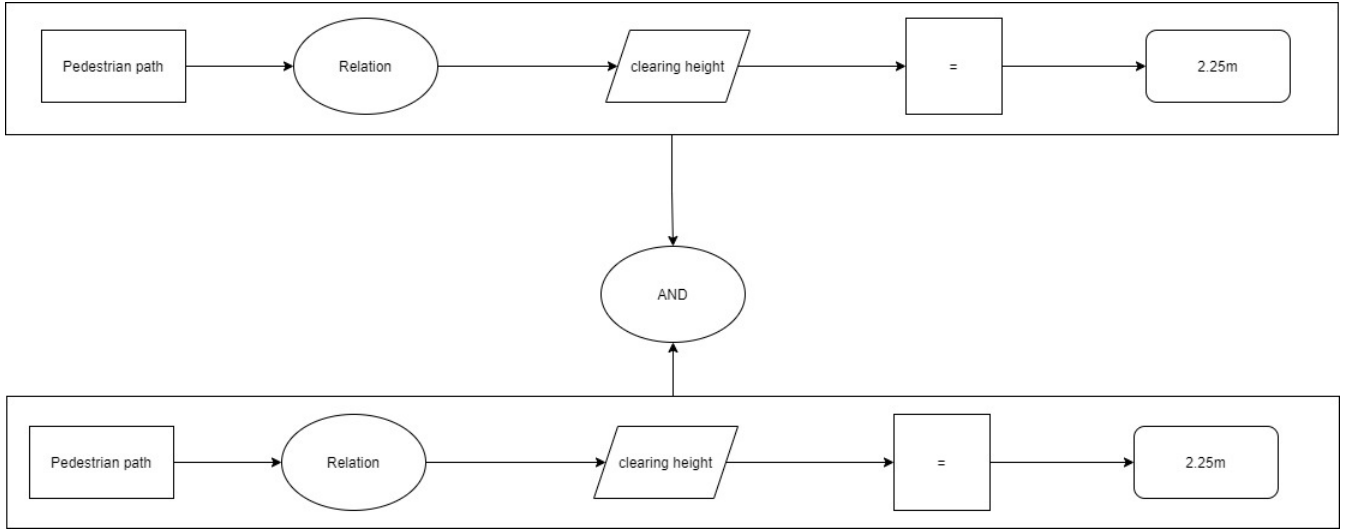 Pedestrian path
Relation
clearing height
=
2.25m
AND
Pedestrian path
Relation
clearing height
=
2.25m